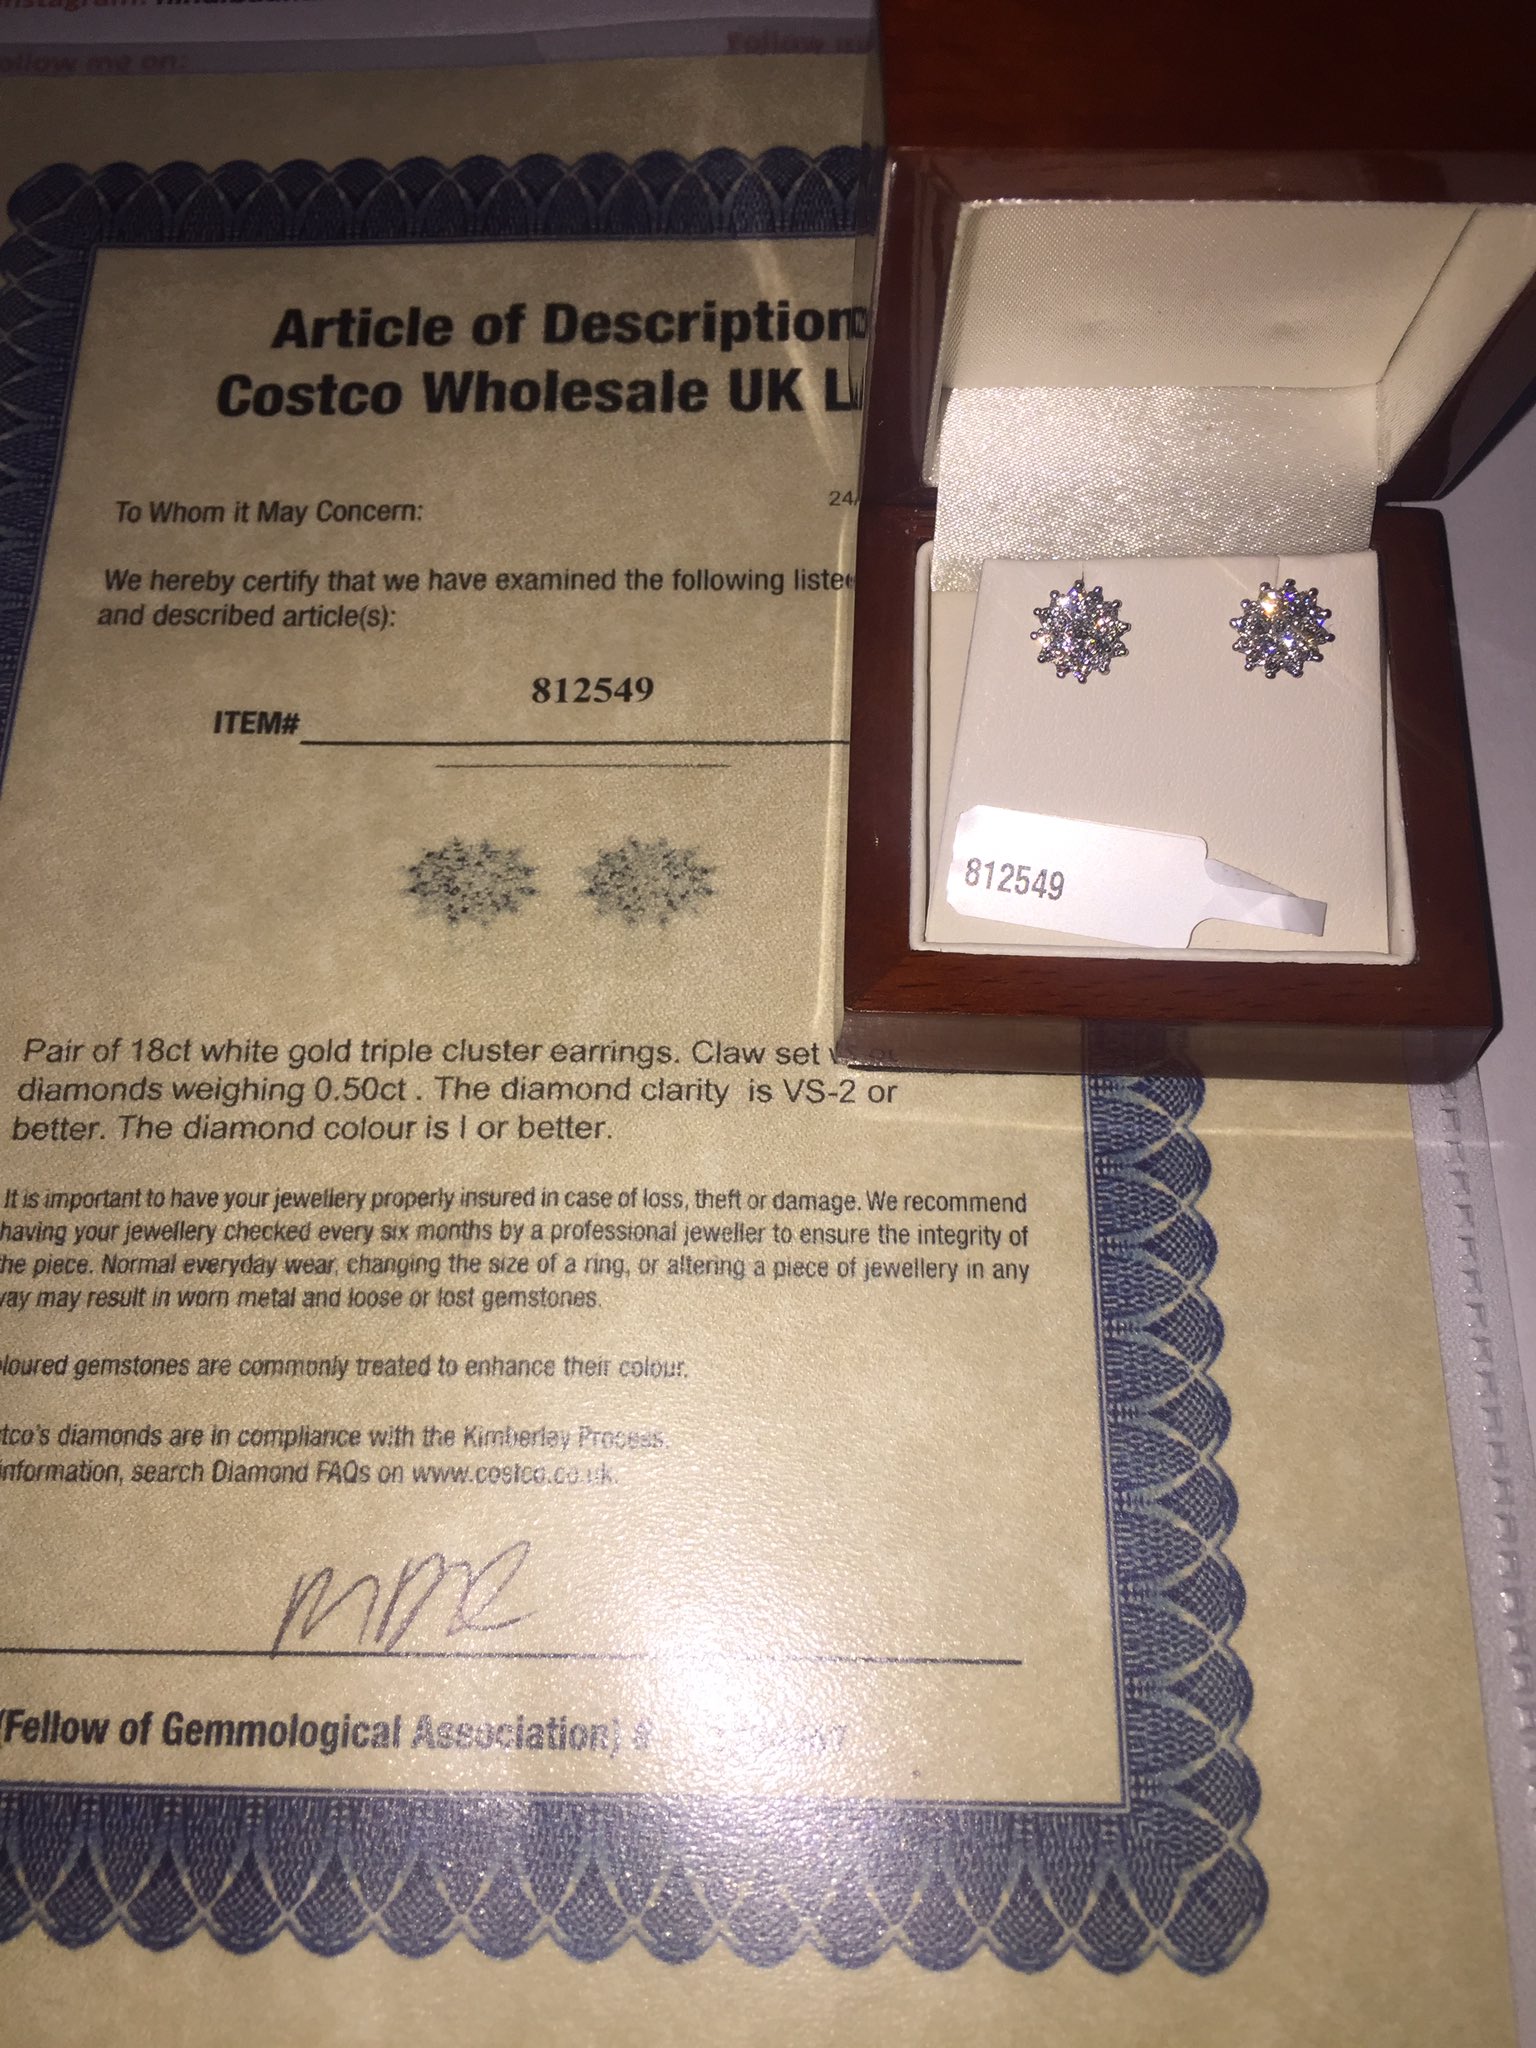 ollow me on:
Follow
Article of Description
Costco Wholesale UK L
To Whom it May Concern:
24/
We hereby certify that we have examined the following listed
and described article(s):
812549
ITEM#
812549
Pair of 18ct white gold triple cluster earrings. Claw set
diamonds weighing 0.50ct . The diamond clarity is VS-2 or
better. The diamond colour is I or better.
It is important to have your jewellery properly insured in case of loss, theft or damage. We recommend
having your jewellery checked every six months by a professional jeweller to ensure the integrity of
he piece. Normal everyday wear, changing the size of a ring, or altering a piece of jewellery in any
way may result in worn metal and loose or lost gemstones.
loured gemstones are commonly treated to enhance their colour.
tco's diamonds are in compliance with the Kimberley Process.
information, search Diamond FAQs on www.costco.co.uk.
(Fellow of Gemmological Association) #